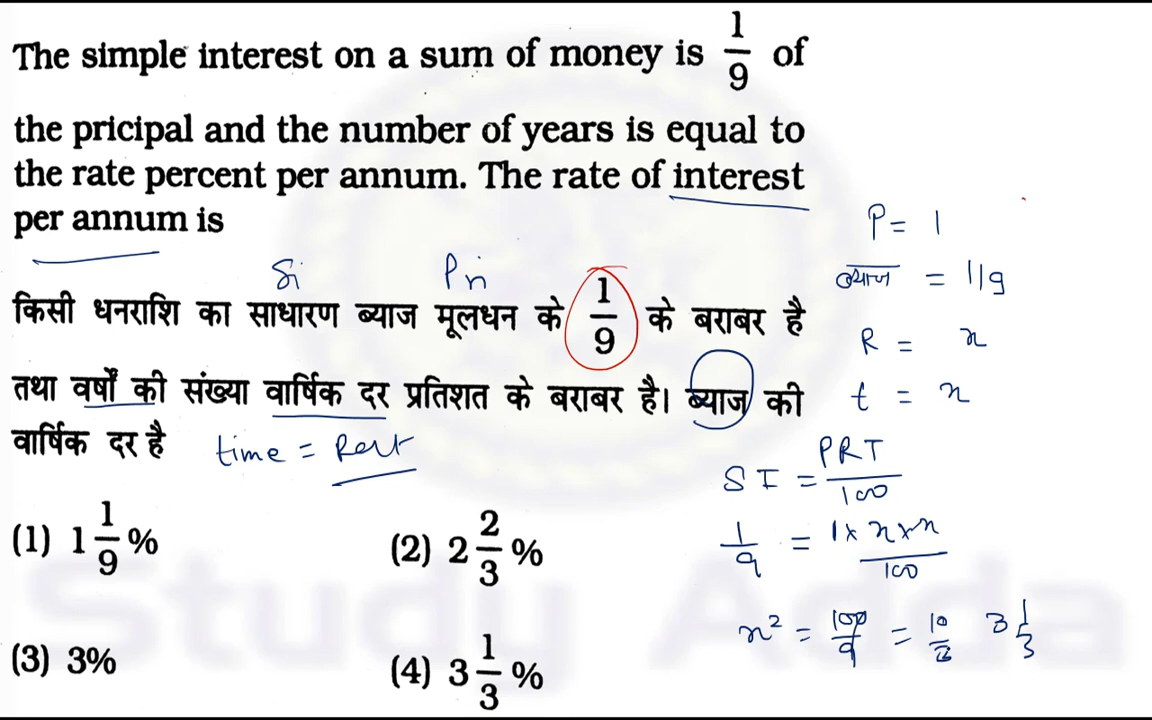 The simple interest on a sum of money is 1/9 of
the pricipal and the number of years is equal to
the rate percent per annum. The rate of interest
per annum is
Si Pri
किसी धनराशि का साधारण ब्याज मूलधन के 1/9 के बराबर है
तथा वर्षों की संख्या वार्षिक दर प्रतिशत के बराबर है। ब्याज की
वार्षिक दर है
time =
(1) 1 1/9 %
(2) 2 2/3 %
(3) 3%
(4) 3 1/3 %
P = 1
ब्याज = 1/9
R = x
t = x
SI = PRT/100
1/9 = 1 × x × x/100
x² = 100/9 = 10/3 3 1/3
Study Adda